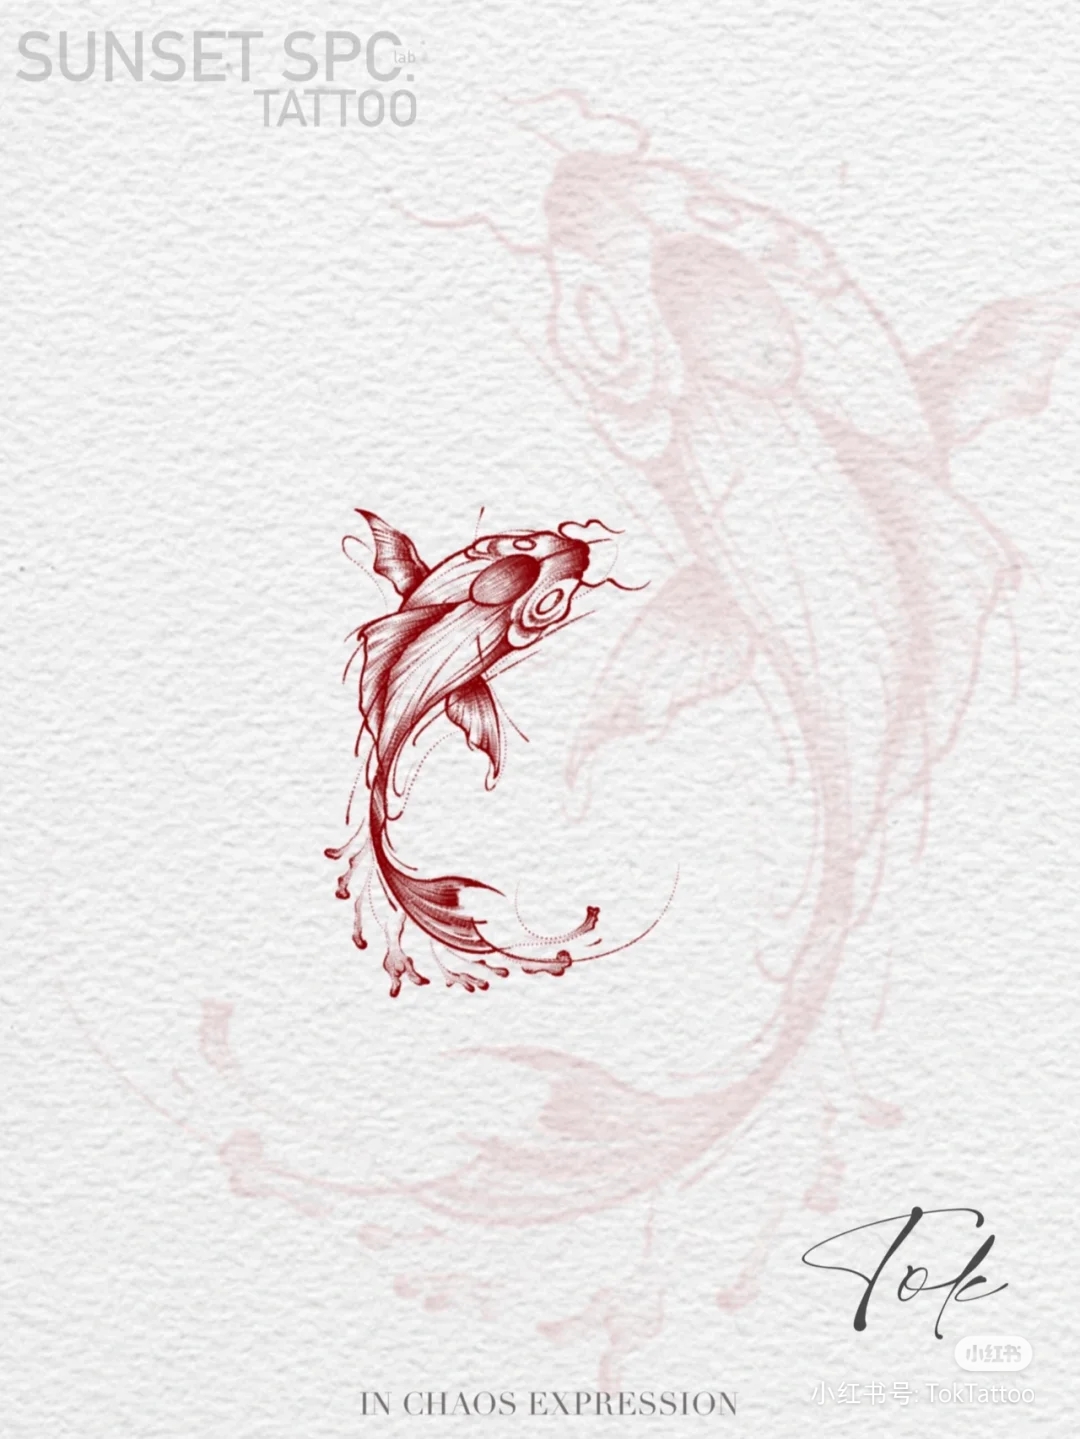 SUNSET SPC.
lab
TATTOO
Tok
小红书
小红书号: TokTattoo
IN CHAOS EXPRESSION